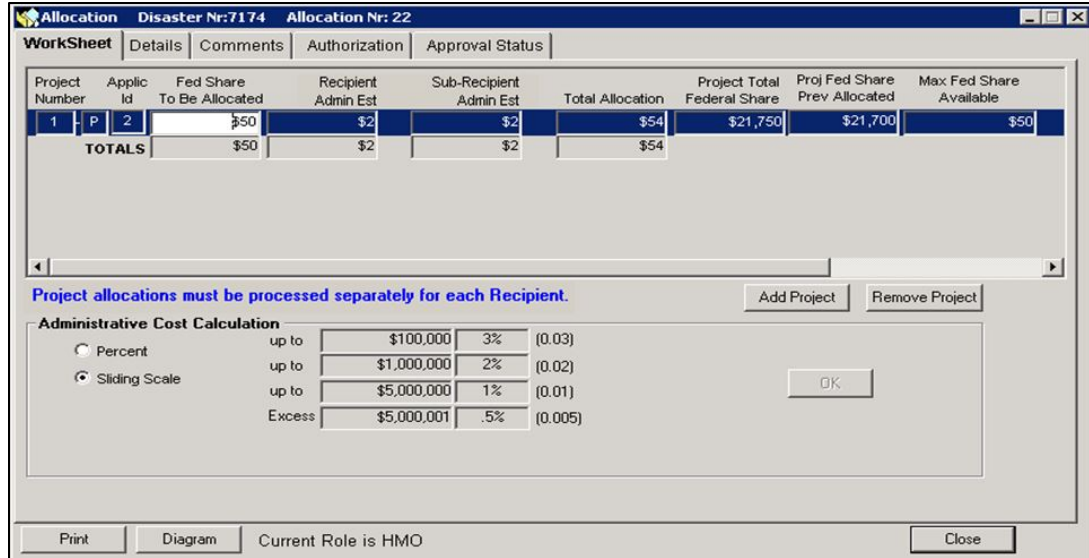 Allocation Disaster Nr:7174 Allocation Nr: 22
WorkSheet Details Comments Authorization Approval Status
Project Number Applic Id Fed Share To Be Allocated Recipient Admin Est Sub-Recipient Admin Est Total Allocation Project Total Federal Share Proj Fed Share Prev Allocated Max Fed Share Available
1 - P 2 $50 $2 $2 $54 $21,750 $21,700 $50
TOTALS $50 $2 $2 $54
Project allocations must be processed separately for each Recipient. Add Project Remove Project
Administrative Cost Calculation
Percent
Sliding Scale
up to $100,000 3% (0.03)
up to $1,000,000 2% (0.02)
up to $5,000,000 1% (0.01)
Excess $5,000,001 .5% (0.005)
OK
Print Diagram Current Role is HMO Close